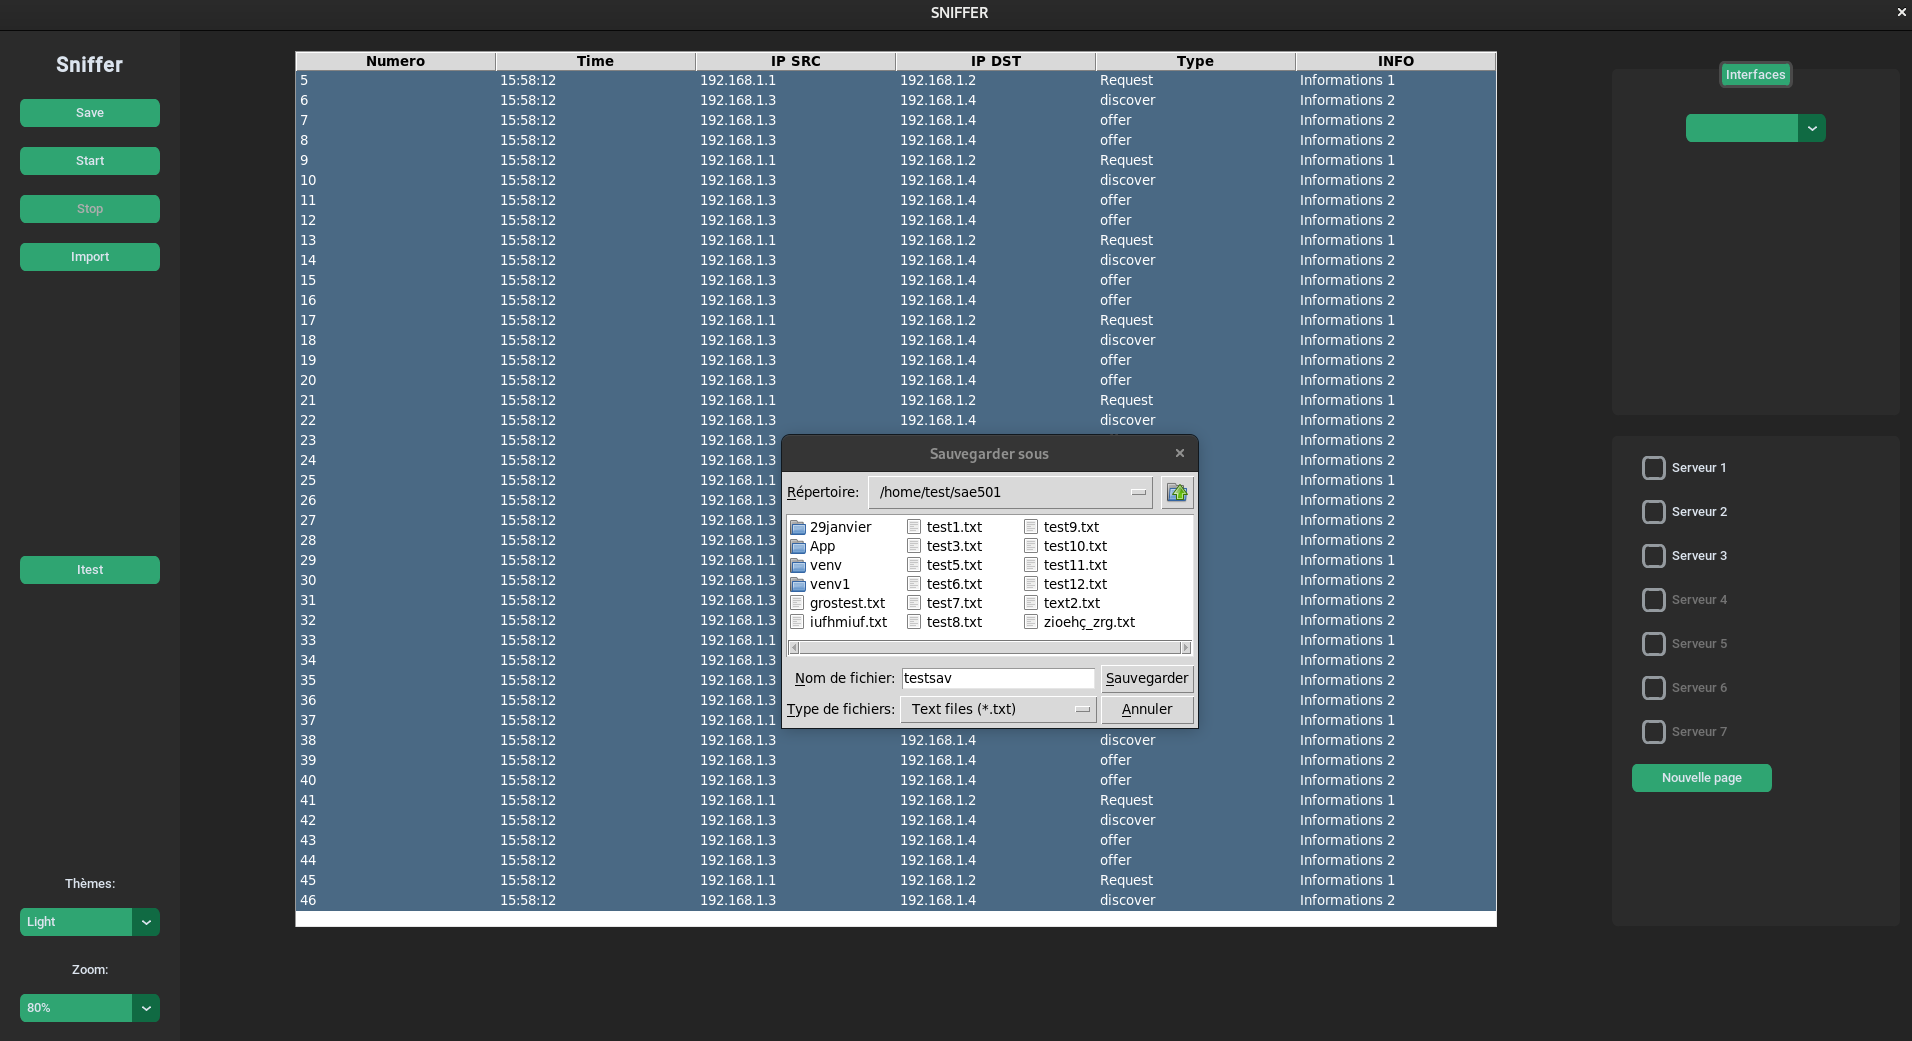 SNIFFER
Sniffer
Save
Start
Stop
Import
Itest
Thèmes:
Light
Zoom:
80%
Numero Time IP SRC IP DST Type INFO
5 15:58:12 192.168.1.1 192.168.1.2 Request Informations 1
6 15:58:12 192.168.1.3 192.168.1.4 discover Informations 2
7 15:58:12 192.168.1.3 192.168.1.4 offer Informations 2
8 15:58:12 192.168.1.3 192.168.1.4 offer Informations 2
9 15:58:12 192.168.1.1 192.168.1.2 Request Informations 1
10 15:58:12 192.168.1.3 192.168.1.4 discover Informations 2
11 15:58:12 192.168.1.3 192.168.1.4 offer Informations 2
12 15:58:12 192.168.1.3 192.168.1.4 offer Informations 2
13 15:58:12 192.168.1.1 192.168.1.2 Request Informations 1
14 15:58:12 192.168.1.3 192.168.1.4 discover Informations 2
15 15:58:12 192.168.1.3 192.168.1.4 offer Informations 2
16 15:58:12 192.168.1.3 192.168.1.4 offer Informations 2
17 15:58:12 192.168.1.1 192.168.1.2 Request Informations 1
18 15:58:12 192.168.1.3 192.168.1.4 discover Informations 2
19 15:58:12 192.168.1.3 192.168.1.4 offer Informations 2
20 15:58:12 192.168.1.3 192.168.1.4 offer Informations 2
21 15:58:12 192.168.1.1 192.168.1.2 Request Informations 1
22 15:58:12 192.168.1.3 192.168.1.4 discover Informations 2
23 15:58:12 192.168.1.3 Informations 2
24 15:58:12 192.168.1.3 Informations 2
25 15:58:12 192.168.1.1 Informations 1
26 15:58:12 192.168.1.3 Informations 2
27 15:58:12 192.168.1.3 Informations 2
28 15:58:12 192.168.1.3 Informations 2
29 15:58:12 192.168.1.1 Informations 1
30 15:58:12 192.168.1.3 Informations 2
31 15:58:12 192.168.1.3 Informations 2
32 15:58:12 192.168.1.3 Informations 2
33 15:58:12 192.168.1.1 Informations 1
34 15:58:12 192.168.1.3 Informations 2
35 15:58:12 192.168.1.3 Informations 2
36 15:58:12 192.168.1.3 Informations 2
37 15:58:12 192.168.1.1 Informations 1
38 15:58:12 192.168.1.3 192.168.1.4 discover Informations 2
39 15:58:12 192.168.1.3 192.168.1.4 offer Informations 2
40 15:58:12 192.168.1.3 192.168.1.4 offer Informations 2
41 15:58:12 192.168.1.1 192.168.1.2 Request Informations 1
42 15:58:12 192.168.1.3 192.168.1.4 discover Informations 2
43 15:58:12 192.168.1.3 192.168.1.4 offer Informations 2
44 15:58:12 192.168.1.3 192.168.1.4 offer Informations 2
45 15:58:12 192.168.1.1 192.168.1.2 Request Informations 1
46 15:58:12 192.168.1.3 192.168.1.4 discover Informations 2
Sauvegarder sous
Répertoire: /home/test/sae501
29janvier test1.txt test9.txt
App test3.txt test10.txt
venv test5.txt test11.txt
venv1 test6.txt test12.txt
grostest.txt test7.txt text2.txt
iufhmiuf.txt test8.txt zioehç_zrg.txt
Nom de fichier: testsav Sauvegarder
Type de fichiers: Text files (*.txt) Annuler
Interfaces
Serveur 1
Serveur 2
Serveur 3
Serveur 4
Serveur 5
Serveur 6
Serveur 7
Nouvelle page